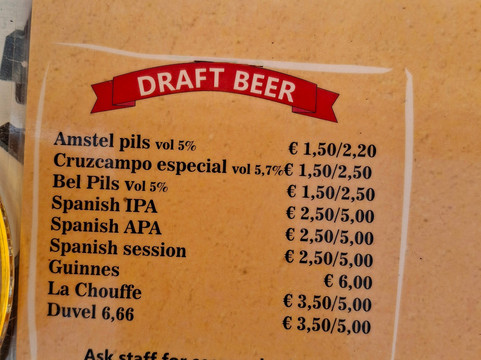 DRAFT BEER
Amstel pils vol 5% € 1,50/2,20
Cruzcampo especial vol 5,7% € 1,50/2,50
Bel Pils Vol 5% € 1,50/2,50
Spanish IPA € 2,50/5,00
Spanish APA € 2,50/5,00
Spanish session € 2,50/5,00
Guinnes € 6,00
La Chouffe € 3,50/5,00
Duvel 6,66 € 3,50/5,00
Ask staff for